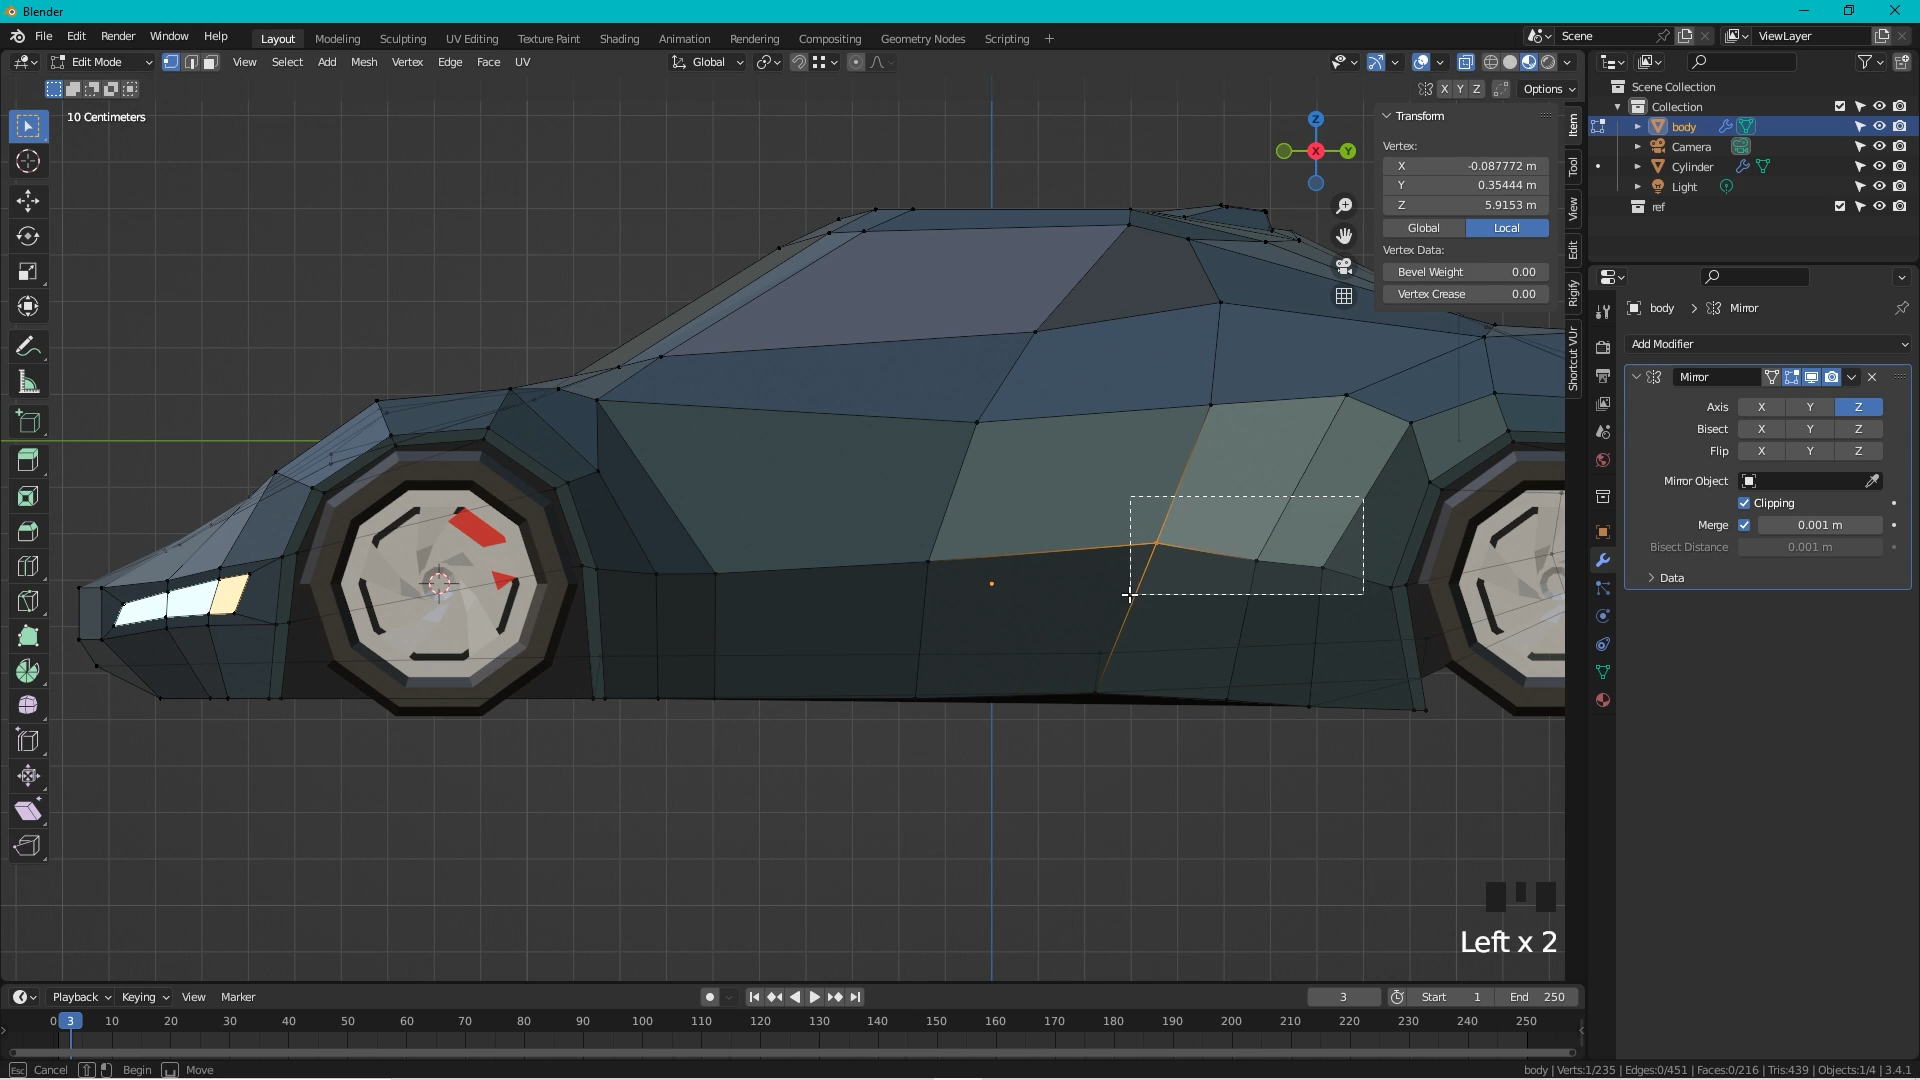 Blender
File Edit Render Window Help
Layout Modeling Sculpting UV Editing Texture Paint Shading Animation Rendering Compositing Geometry Nodes Scripting +
Scene
ViewLayer
Edit Mode View Select Add Mesh Vertex Edge Face UV
Global
X Y Z Options
10 Centimeters
Z
X
Y
Transform
Vertex:
X -0.087772 m
Y 0.35444 m
Z 5.9153 m
Global Local
Vertex Data:
Bevel Weight 0.00
Vertex Crease 0.00
Item
Tool
View
Edit
Rigify
Shortcut VUr
Scene Collection
Collection
body
Camera
Cylinder
Light
ref
body > Mirror
Add Modifier
Mirror
Axis X Y Z
Bisect X Y Z
Flip X Y Z
Mirror Object
Clipping
Merge 0.001 m
Bisect Distance 0.001 m
Data
Left x 2
Playback Keying View Marker
3 Start 1 End 250
0 3 10 20 30 40 50 60 70 80 90 100 110 120 130 140 150 160 170 180 190 200 210 220 230 240 250
Esc Cancel Begin Move
body | Verts:1/235 | Edges:0/451 | Faces:0/216 | Tris:439 | Objects:1/4 | 3.4.1